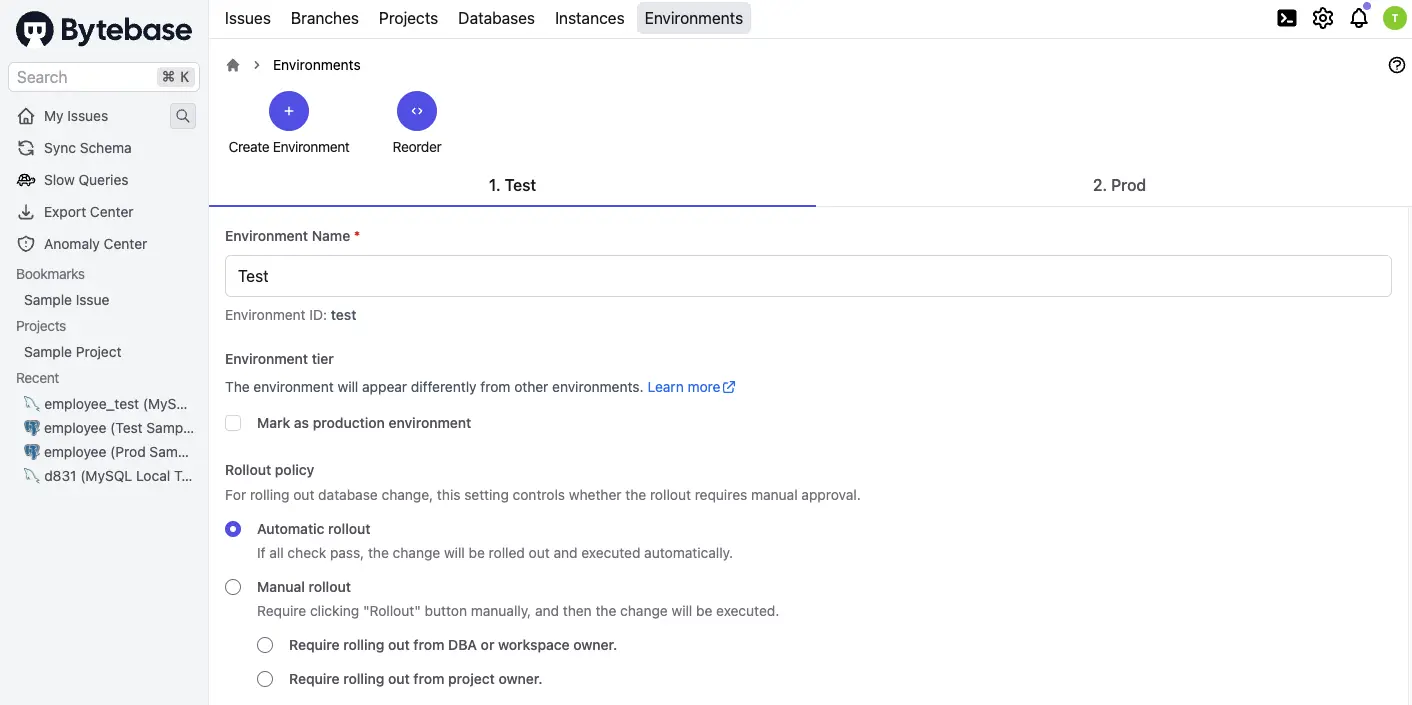 Bytebase
Issues Branches Projects Databases Instances Environments
T
Search ⌘ K
My Issues
Sync Schema
Slow Queries
Export Center
Anomaly Center
Bookmarks
Sample Issue
Projects
Sample Project
Recent
employee_test (MyS...
employee (Test Samp...
employee (Prod Sam...
d831 (MySQL Local T...
Environments
Create Environment
Reorder
1. Test
2. Prod
Environment Name *
Test
Environment ID: test
Environment tier
The environment will appear differently from other environments. Learn more
Mark as production environment
Rollout policy
For rolling out database change, this setting controls whether the rollout requires manual approval.
Automatic rollout
If all check pass, the change will be rolled out and executed automatically.
Manual rollout
Require clicking "Rollout" button manually, and then the change will be executed.
Require rolling out from DBA or workspace owner.
Require rolling out from project owner.